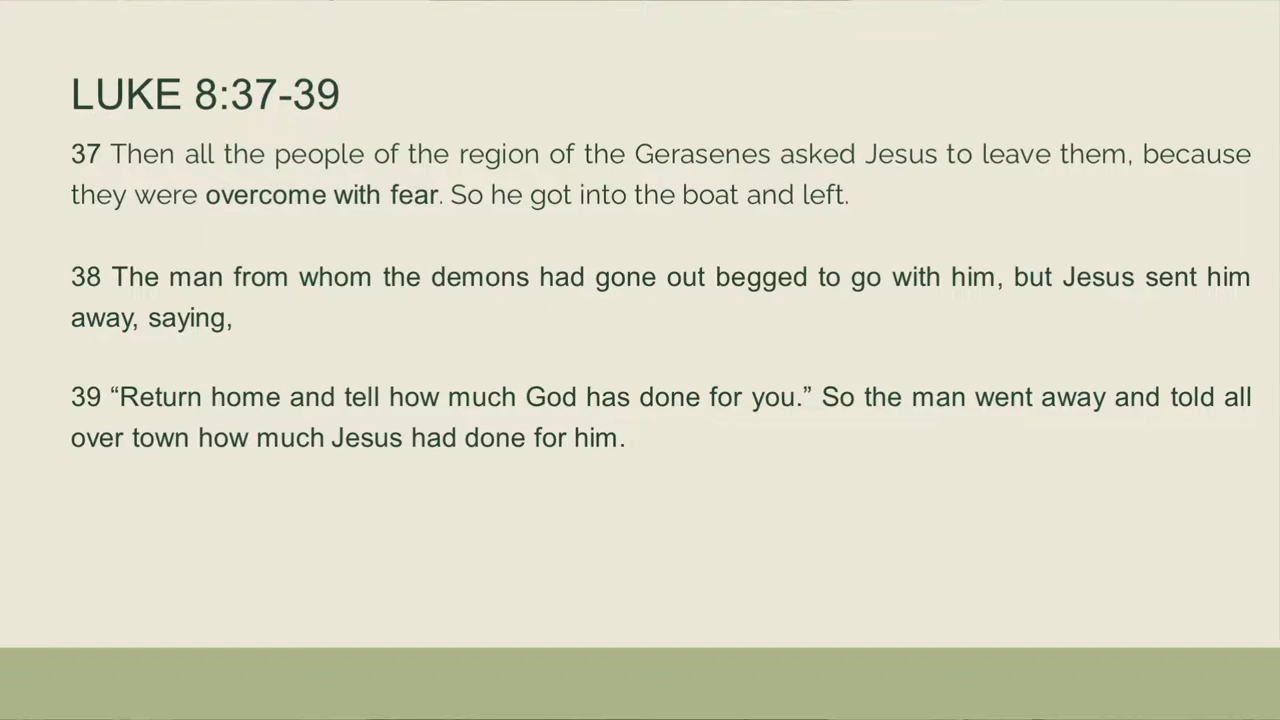 LUKE 8:37-39
37 Then all the people of the region of the Gerasenes asked Jesus to leave them, because
they were overcome with fear. So he got into the boat and left.
38 The man from whom the demons had gone out begged to go with him, but Jesus sent him
away, saying,
39 “Return home and tell how much God has done for you.” So the man went away and told all
over town how much Jesus had done for him.